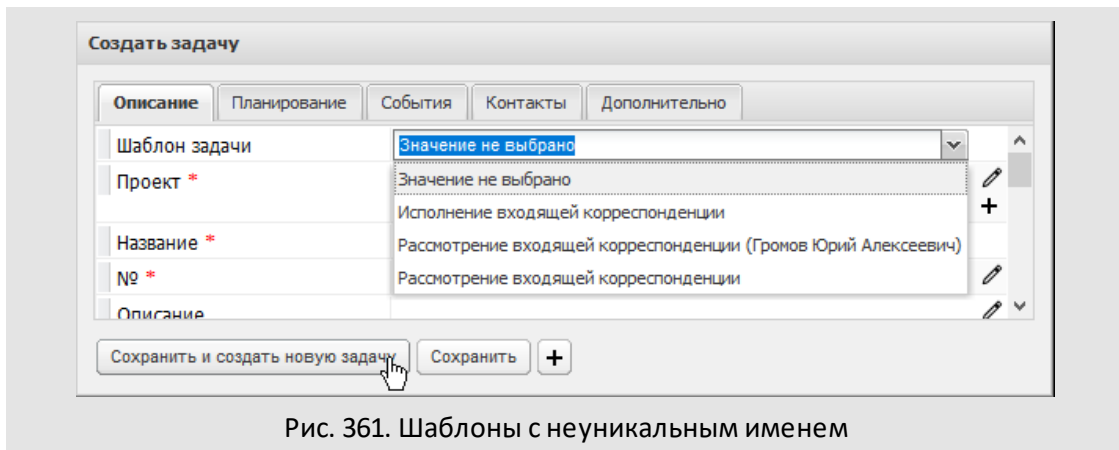 Создать задачу
Описание Планирование События Контакты Дополнительно
Шаблон задачи Значение не выбрано
Проект * Значение не выбрано
Исполнение входящей корреспонденции
Название * Рассмотрение входящей корреспонденции (Громов Юрий Алексеевич)
№ * Рассмотрение входящей корреспонденции
Описание
Сохранить и создать новую задачу Сохранить +
Рис. 361. Шаблоны с неуникальным именем